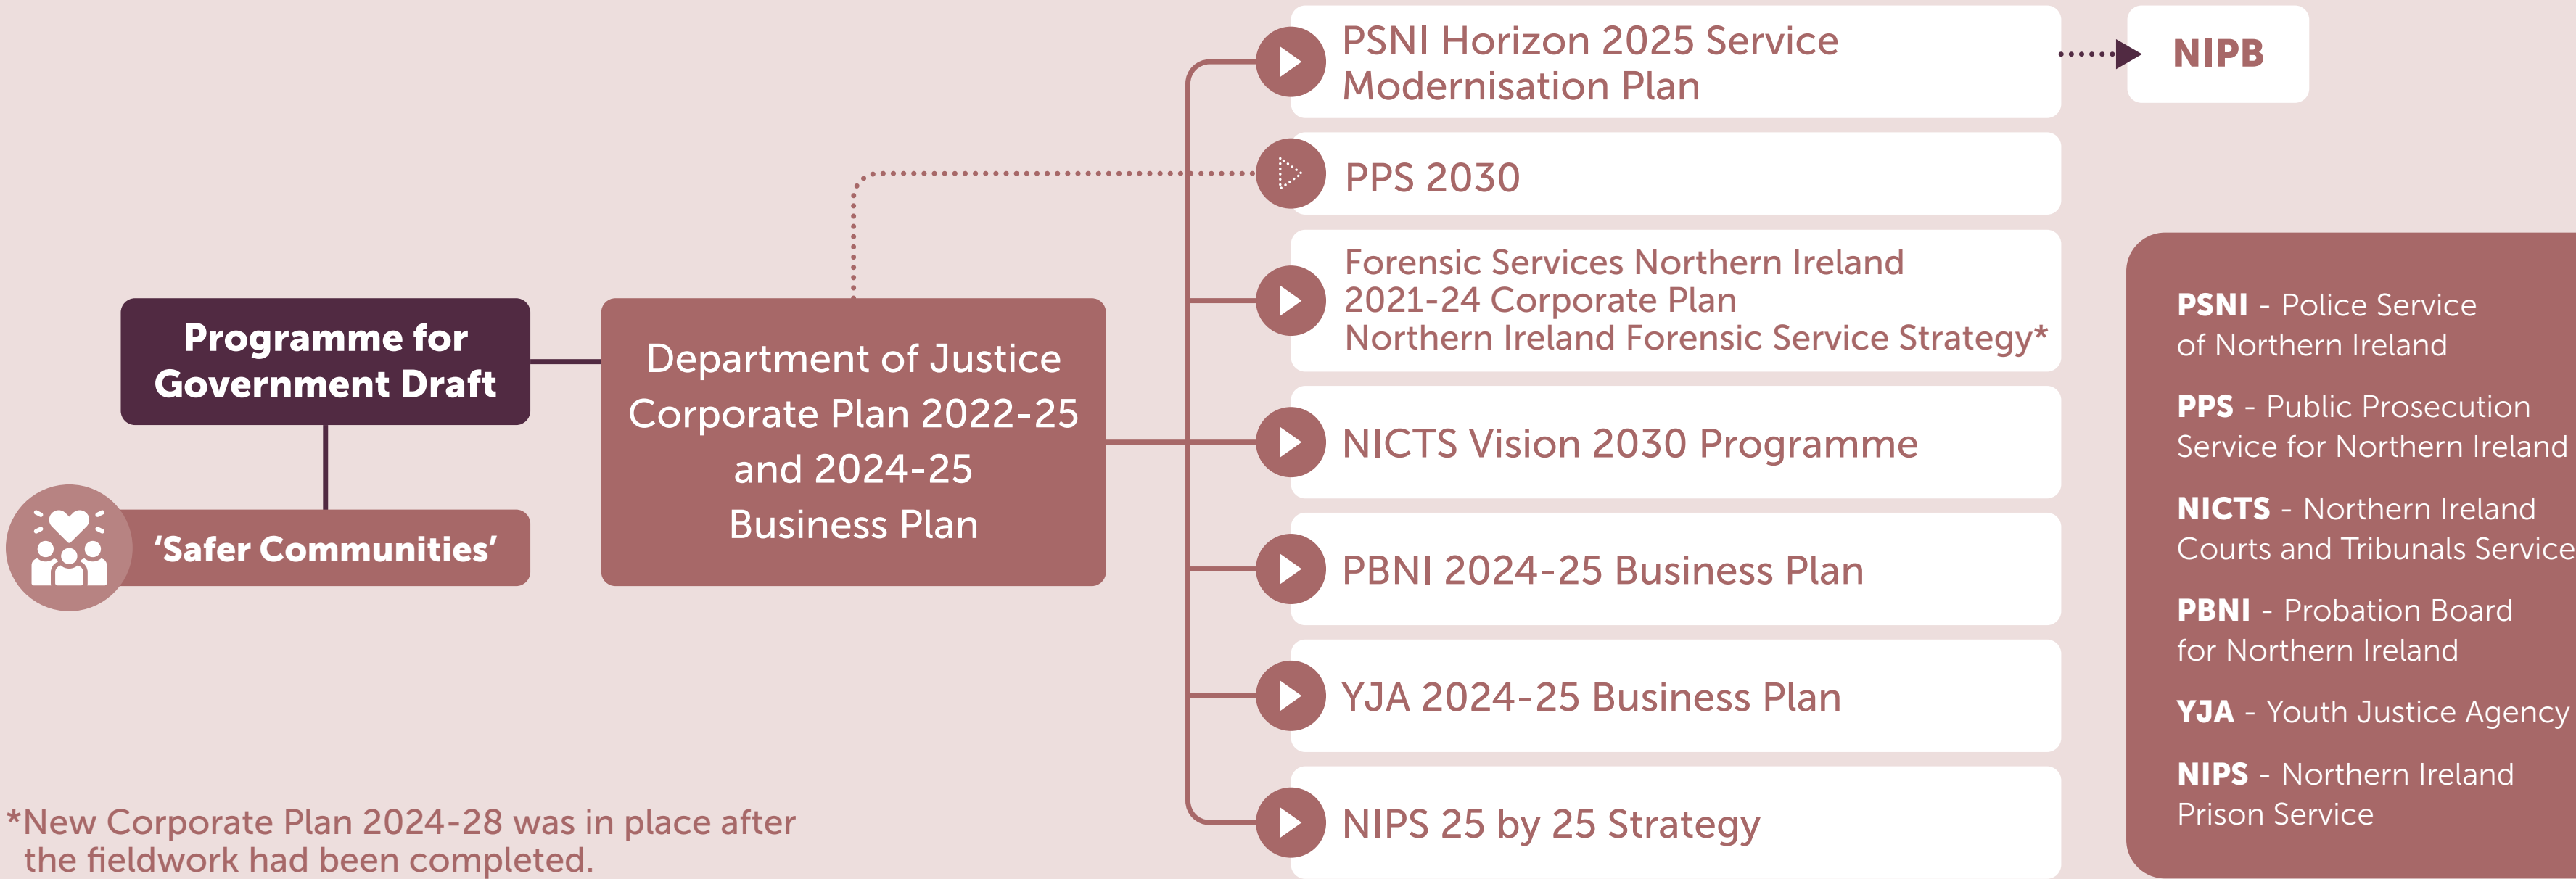 Programme for
Government Draft
'Safer Communities'
Department of Justice
Corporate Plan 2022-25
and 2024-25
Business Plan
PSNI Horizon 2025 Service
Modernisation Plan
NIPB
PPS 2030
Forensic Services Northern Ireland
2021-24 Corporate Plan
Northern Ireland Forensic Service Strategy*
NICTS Vision 2030 Programme
PBNI 2024-25 Business Plan
YJA 2024-25 Business Plan
NIPS 25 by 25 Strategy
PSNI - Police Service
of Northern Ireland
PPS - Public Prosecution
Service for Northern Ireland
NICTS - Northern Ireland
Courts and Tribunals Service
PBNI - Probation Board
for Northern Ireland
YJA - Youth Justice Agency
NIPS - Northern Ireland
Prison Service
*New Corporate Plan 2024-28 was in place after
the fieldwork had been completed.